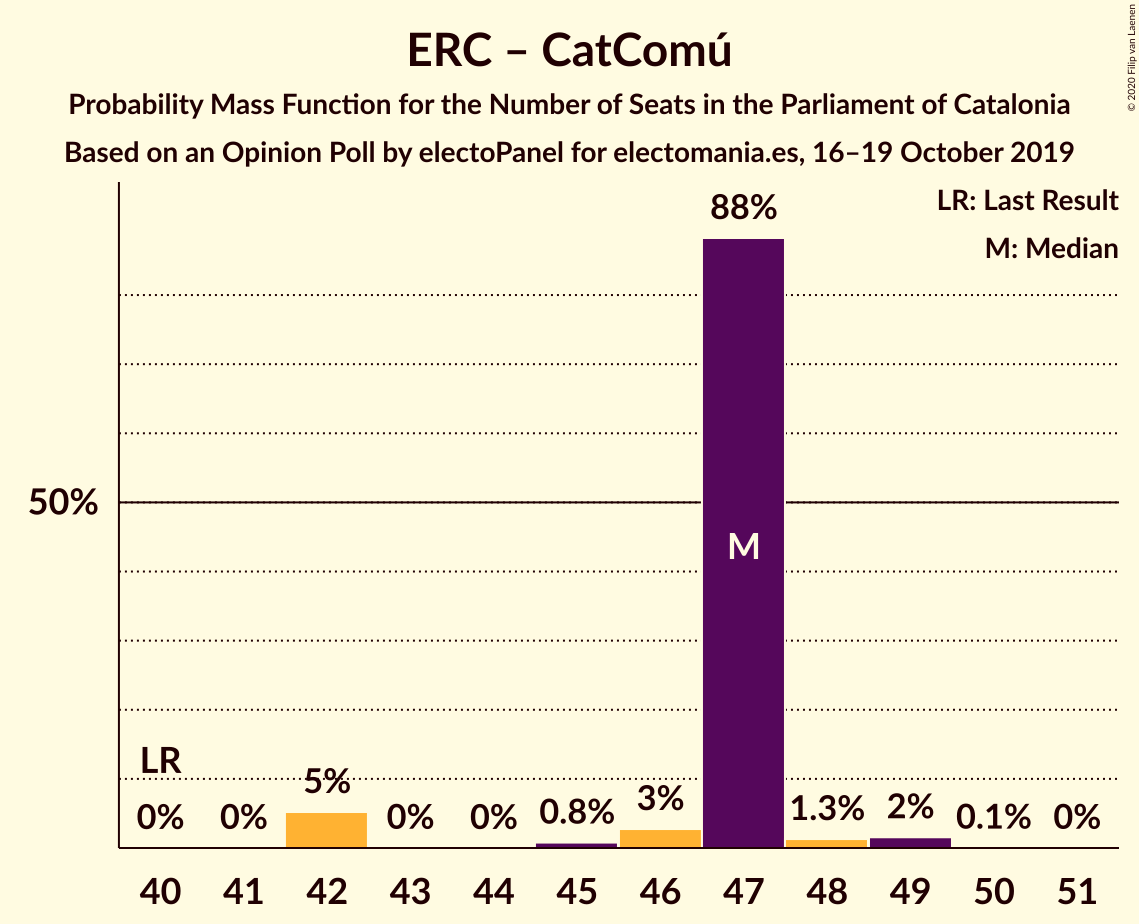 ERC – CatComú
Probability Mass Function for the Number of Seats in the Parliament of Catalonia
Based on an Opinion Poll by electoPanel for electomania.es, 16–19 October 2019
© 2020 Filip van Laenen
LR: Last Result
M: Median
88%
50%
M
LR
0% 0% 5% 0% 0% 0.8% 3% 1.3% 2% 0.1% 0%
40 41 42 43 44 45 46 47 48 49 50 51